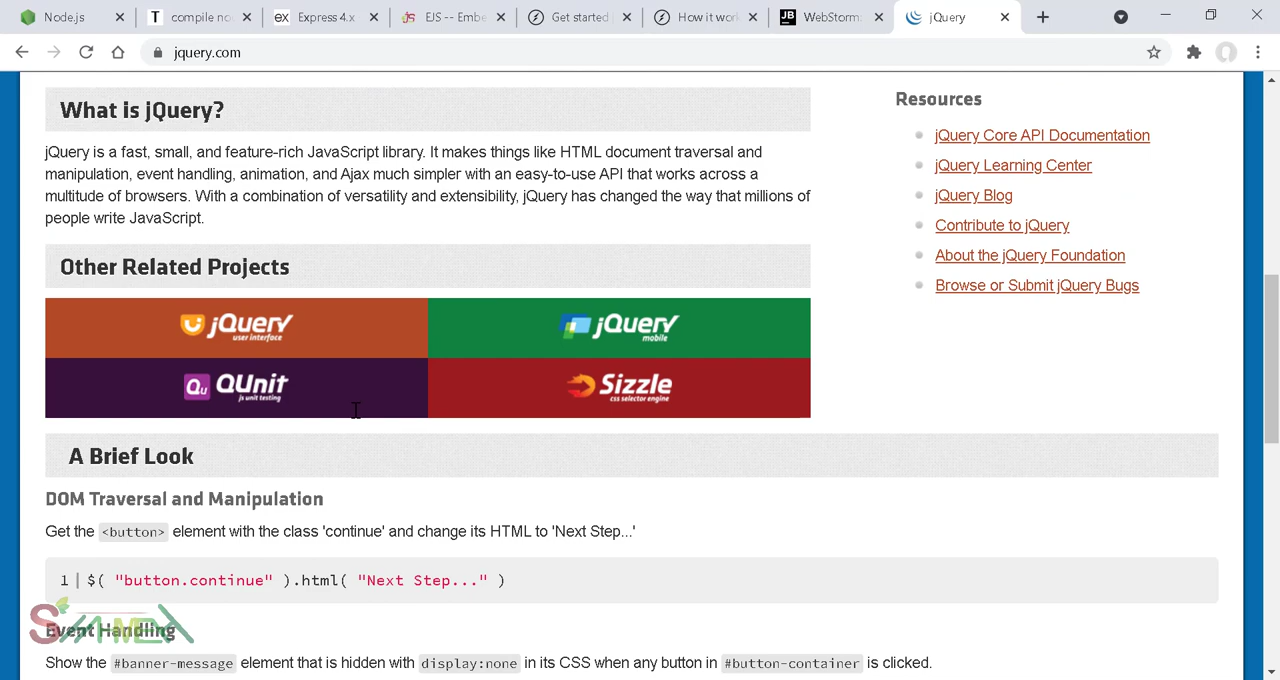 Node.js
compile no
Express 4.x
EJS -- Embe
Get started
How it work
WebStorm
jQuery
jquery.com
What is jQuery?
jQuery is a fast, small, and feature-rich JavaScript library. It makes things like HTML document traversal and
manipulation, event handling, animation, and Ajax much simpler with an easy-to-use API that works across a
multitude of browsers. With a combination of versatility and extensibility, jQuery has changed the way that millions of
people write JavaScript.
Resources
jQuery Core API Documentation
jQuery Learning Center
jQuery Blog
Contribute to jQuery
About the jQuery Foundation
Browse or Submit jQuery Bugs
Other Related Projects
jQuery
user interface
jQuery
mobile
QUnit
js unit testing
Sizzle
css selector engine
A Brief Look
DOM Traversal and Manipulation
Get the <button> element with the class 'continue' and change its HTML to 'Next Step...'
1 $( "button.continue" ).html( "Next Step..." )
Event Handling
Show the #banner-message element that is hidden with display:none in its CSS when any button in #button-container is clicked.